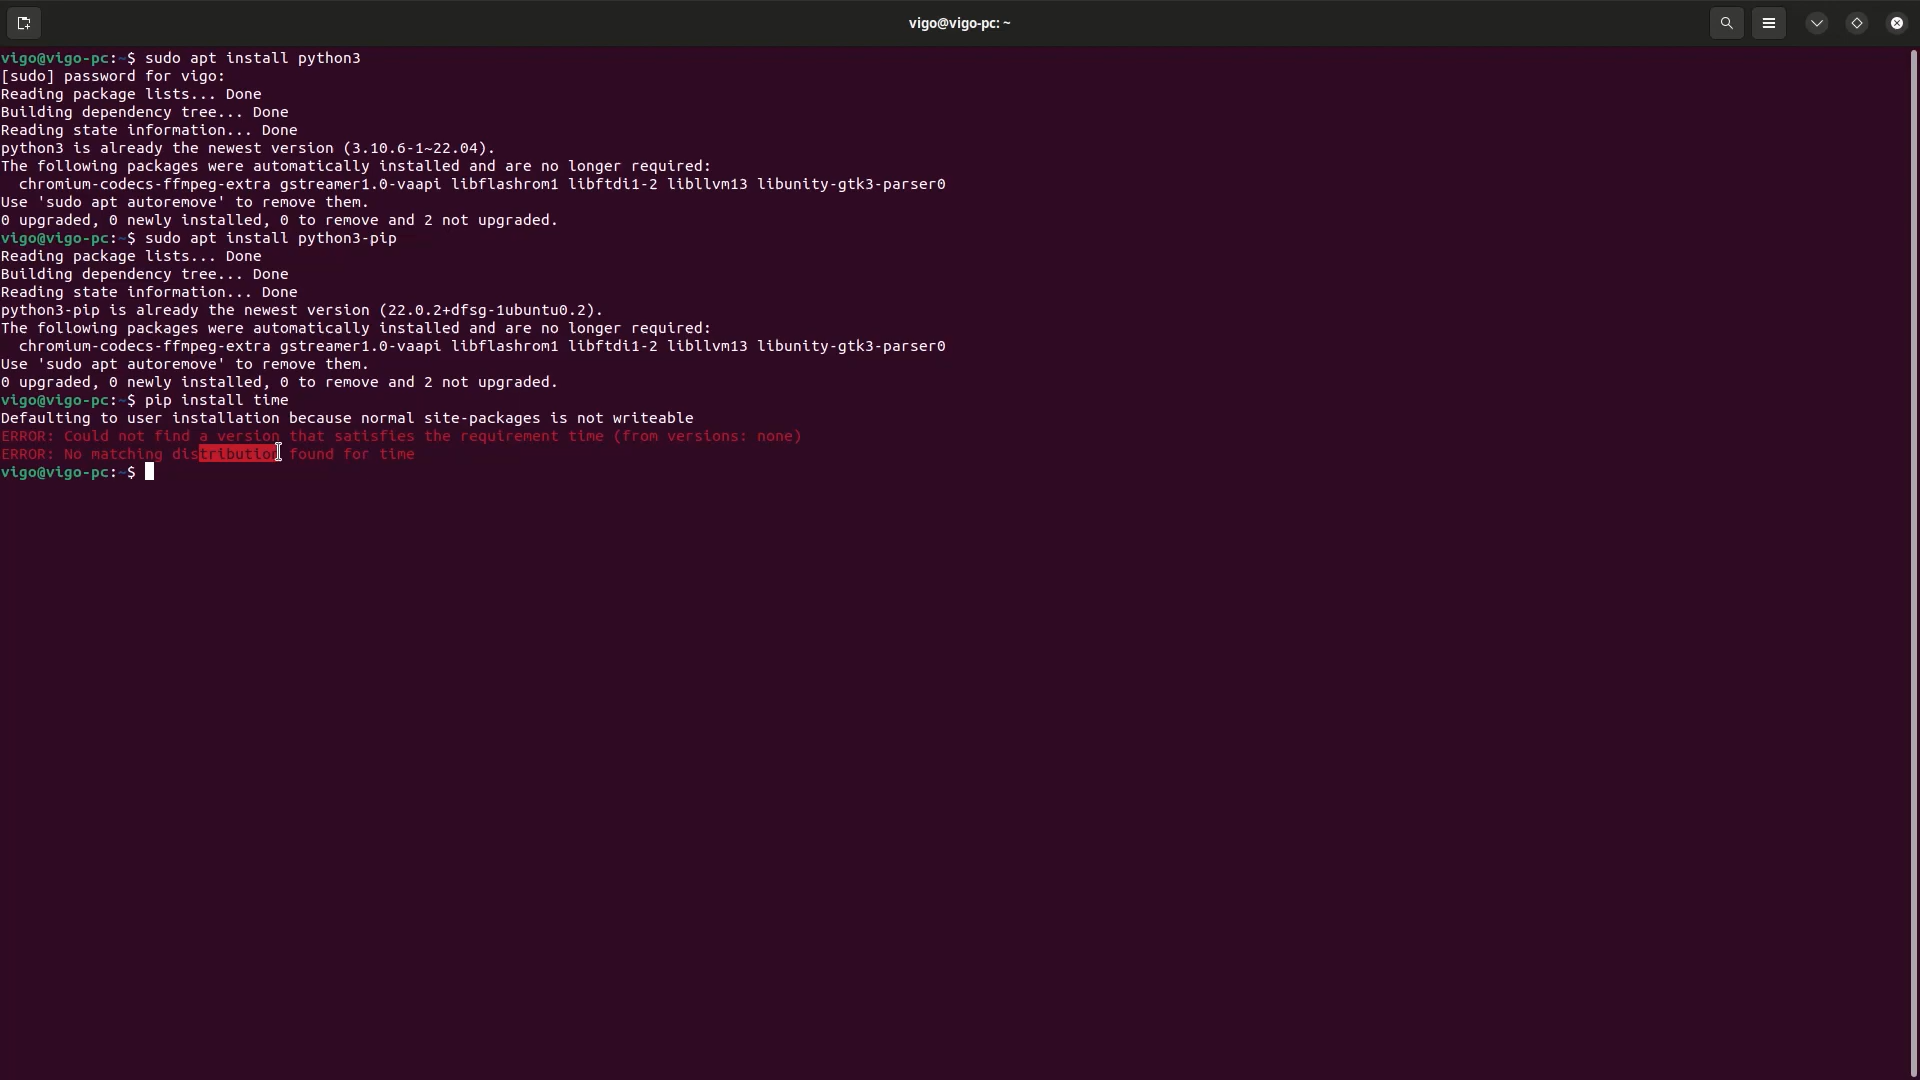 vigo@vigo-pc: ~
vigo@vigo-pc:~$ sudo apt install python3
[sudo] password for vigo:
Reading package lists... Done
Building dependency tree... Done
Reading state information... Done
python3 is already the newest version (3.10.6-1~22.04).
The following packages were automatically installed and are no longer required:
  chromium-codecs-ffmpeg-extra gstreamer1.0-vaapi libflashrom1 libftdi1-2 libllvm13 libunity-gtk3-parser0
Use 'sudo apt autoremove' to remove them.
0 upgraded, 0 newly installed, 0 to remove and 2 not upgraded.
vigo@vigo-pc:~$ sudo apt install python3-pip
Reading package lists... Done
Building dependency tree... Done
Reading state information... Done
python3-pip is already the newest version (22.0.2+dfsg-1ubuntu0.2).
The following packages were automatically installed and are no longer required:
  chromium-codecs-ffmpeg-extra gstreamer1.0-vaapi libflashrom1 libftdi1-2 libllvm13 libunity-gtk3-parser0
Use 'sudo apt autoremove' to remove them.
0 upgraded, 0 newly installed, 0 to remove and 2 not upgraded.
vigo@vigo-pc:~$ pip install time
Defaulting to user installation because normal site-packages is not writeable
ERROR: Could not find a version that satisfies the requirement time (from versions: none)
ERROR: No matching distribution found for time
vigo@vigo-pc:~$